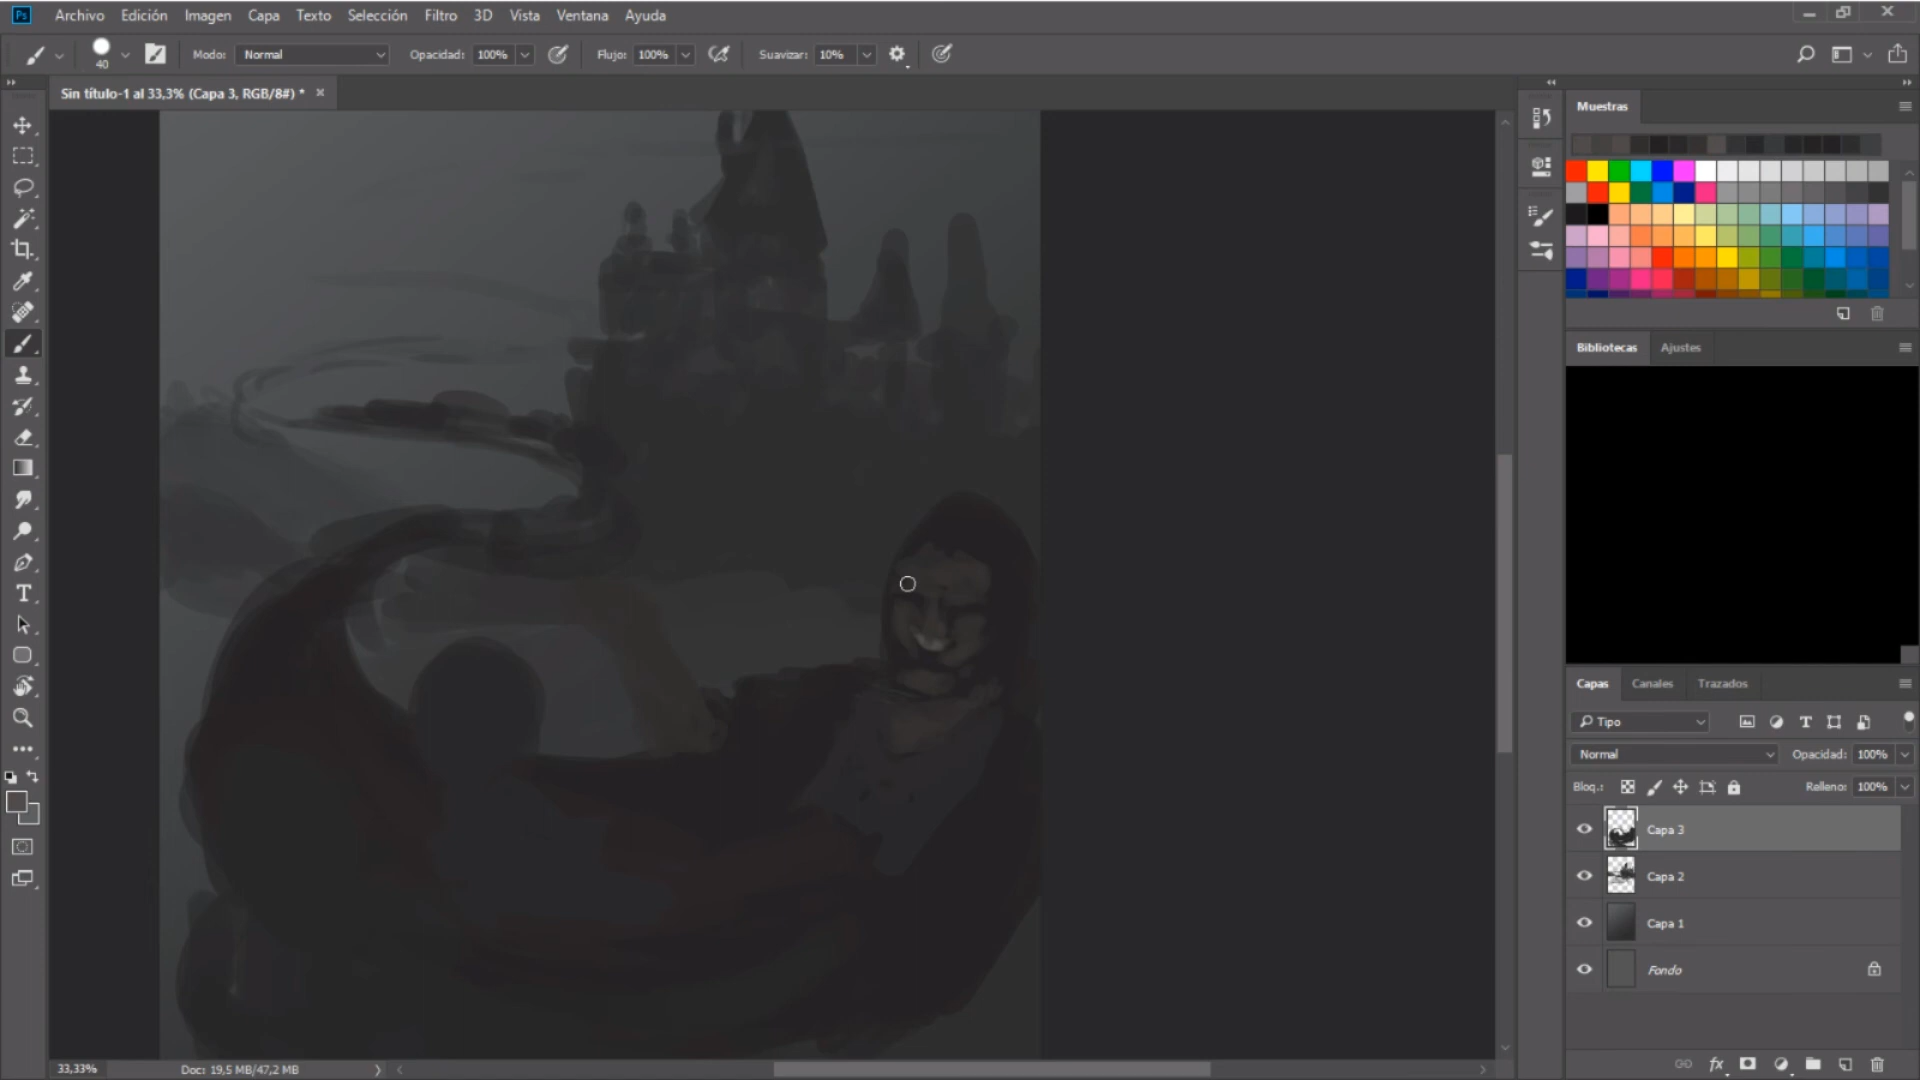 Ps Archivo Edición Imagen Capa Texto Selección Filtro 3D Vista Ventana Ayuda
40 Modo: Normal Opacidad: 100% Flujo: 100% Suavizar: 10%
Sin título-1 al 33,3% (Capa 3, RGB/8#) *
Muestras
Bibliotecas Ajustes
Capas Canales Trazados
Tipo
Normal Opacidad: 100%
Bloq.: Relleno: 100%
Capa 3
Capa 2
Capa 1
Fondo
fx
33,33% Doc: 19,5 MB/47,2 MB